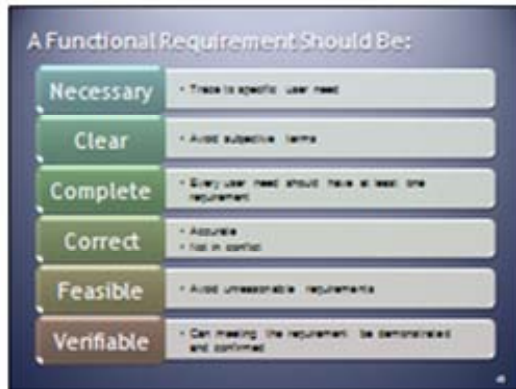 A Functional Requirement Should Be:
Necessary
• Trace to specific user need
Clear
• Avoid subjective terms
Complete
• Every user need should have at least one
requirement
Correct
• Accurate
• Not in conflict
Feasible
• Avoid unreasonable requirements
Verifiable
• Can meeting the requirement be demonstrated
and confirmed